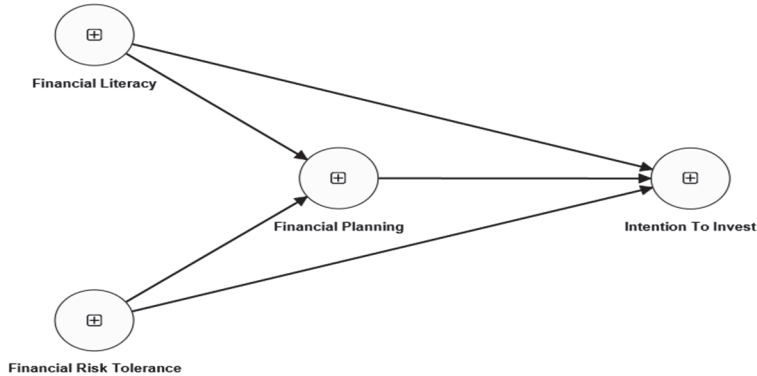 Financial Literacy
Financial Planning
Intention To Invest
Financial Risk Tolerance